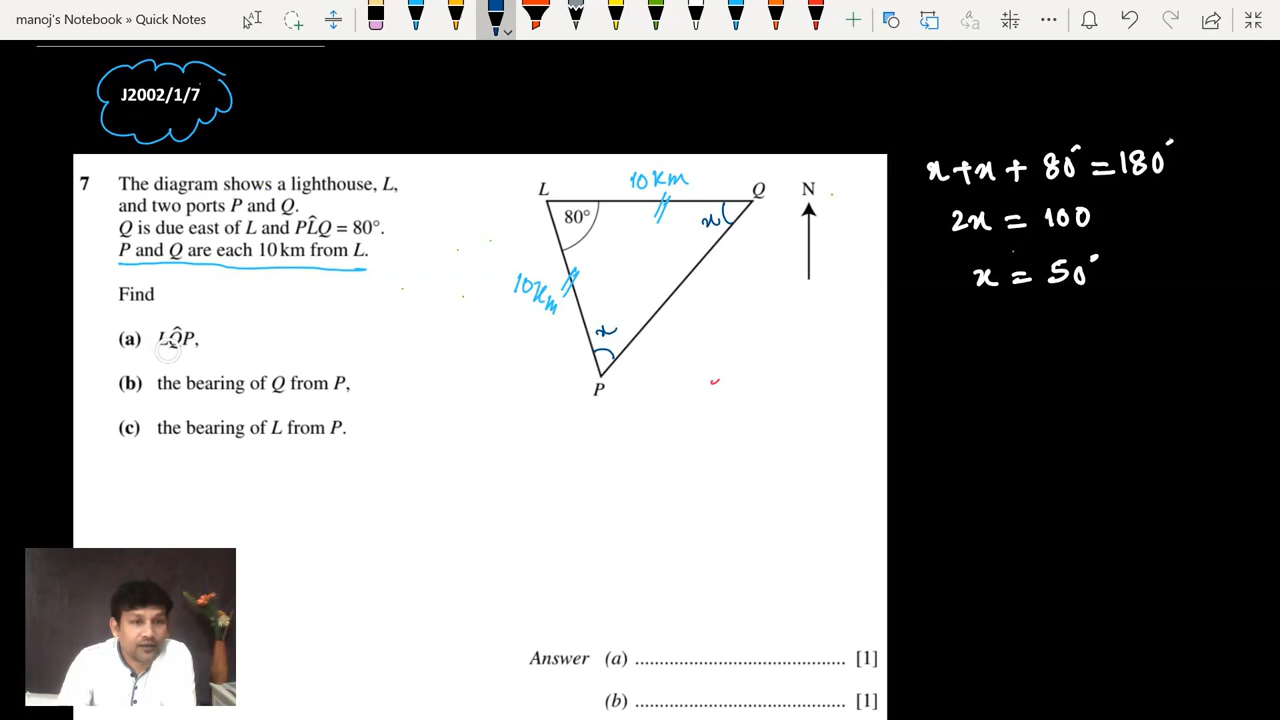 manoj's Notebook » Quick Notes
J2002/1/7
7 The diagram shows a lighthouse, L,
and two ports P and Q.
Q is due east of L and PL̂Q = 80°.
P and Q are each 10 km from L.
Find
(a) LQ̂P,
(b) the bearing of Q from P,
(c) the bearing of L from P.
L 10 km Q N
80° x
10 km
x
P
x + x + 80° = 180°
2x = 100
x = 50°
Answer (a) .......................................... [1]
(b) .......................................... [1]